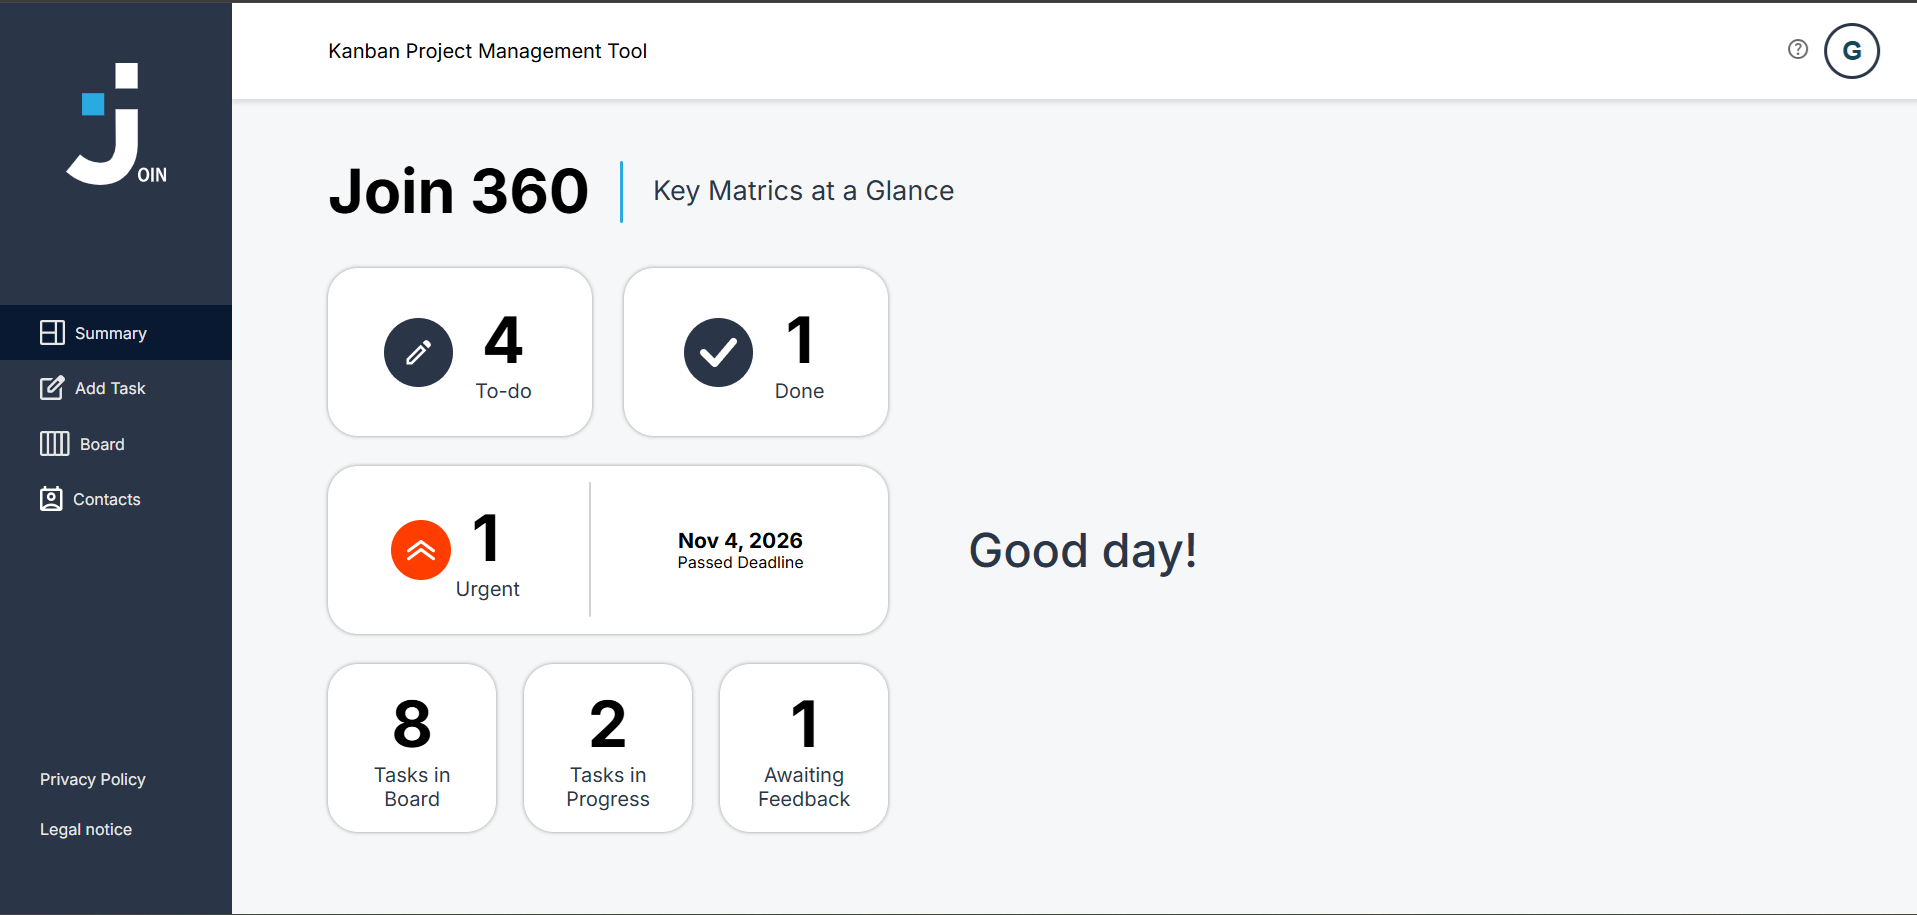 JOIN
Summary
Add Task
Board
Contacts
Privacy Policy
Legal notice
Kanban Project Management Tool
?
G
Join 360
Key Matrics at a Glance
4
To-do
1
Done
1
Urgent
Nov 4, 2026
Passed Deadline
8
Tasks in
Board
2
Tasks in
Progress
1
Awaiting
Feedback
Good day!